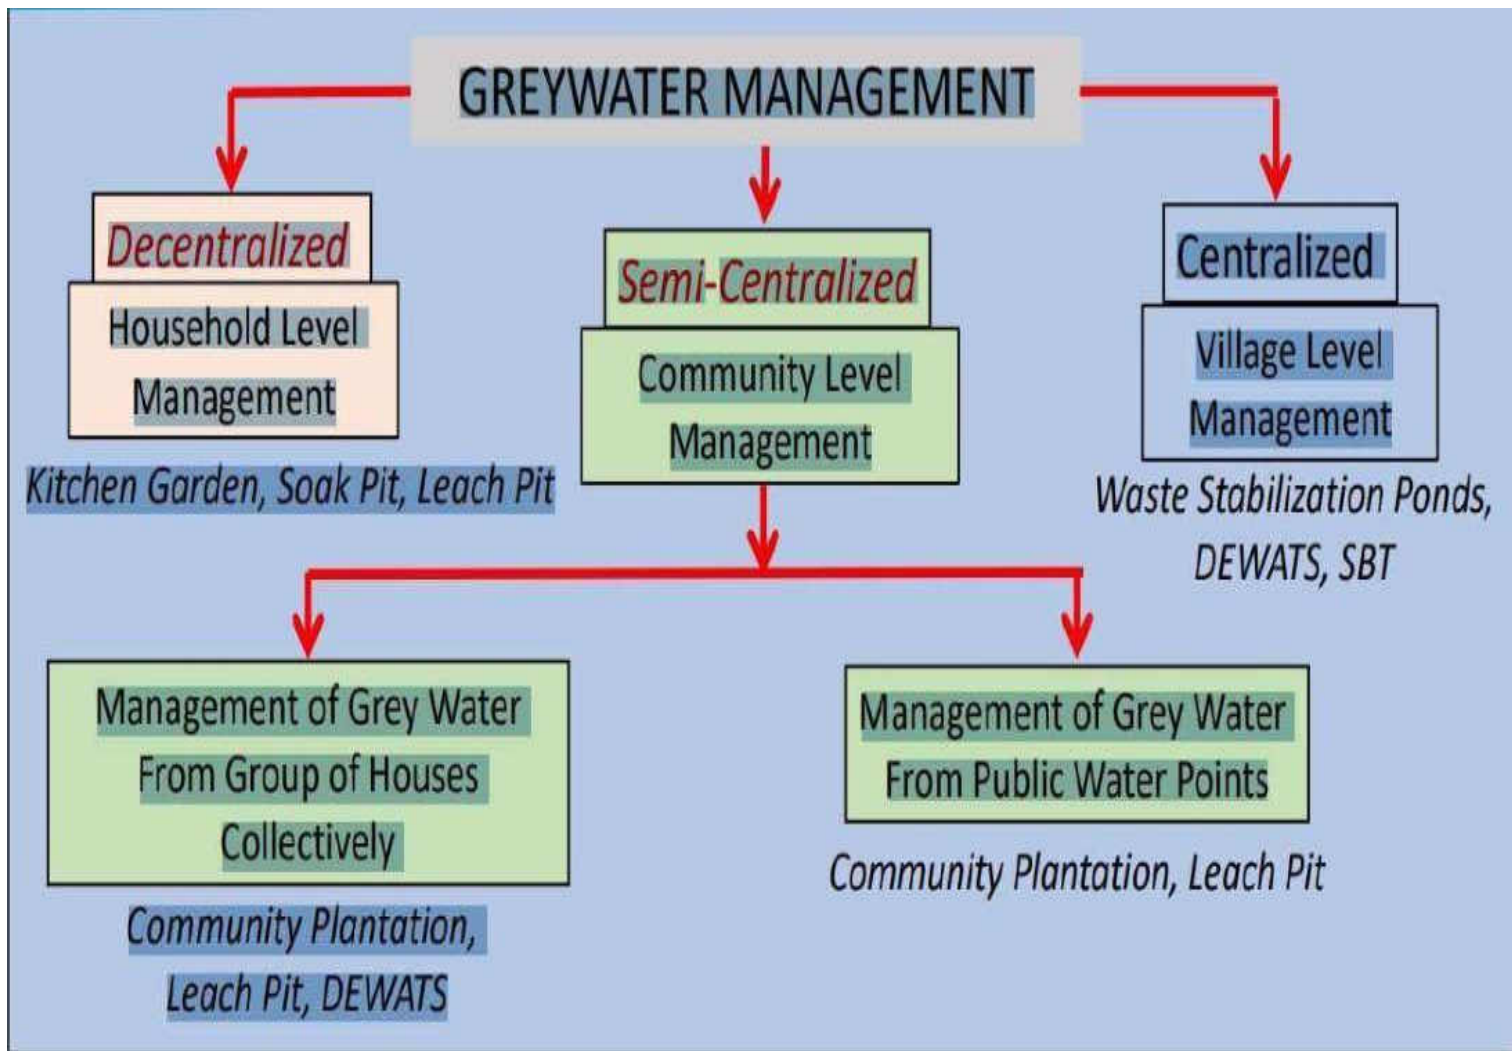 GREYWATER MANAGEMENT
Decentralized
Household Level
Management
Kitchen Garden, Soak Pit, Leach Pit
Semi-Centralized
Community Level
Management
Centralized
Village Level
Management
Waste Stabilization Ponds,
DEWATS, SBT
Management of Grey Water
From Group of Houses
Collectively
Community Plantation,
Leach Pit, DEWATS
Management of Grey Water
From Public Water Points
Community Plantation, Leach Pit